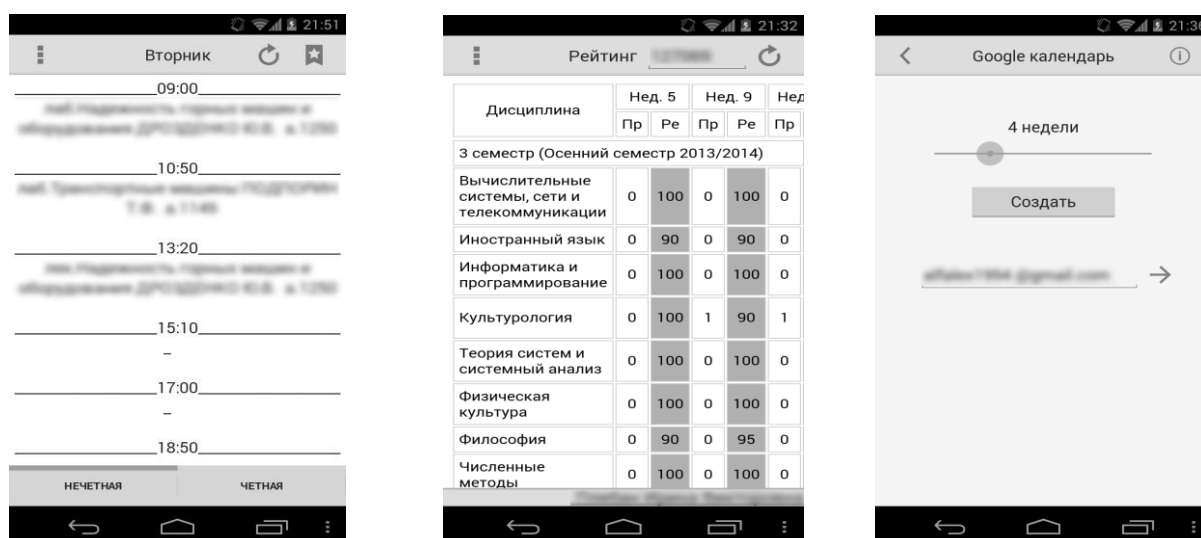 21:51
Вторник
09:00
10:50
13:20
15:10
–
17:00
–
18:50
НЕЧЕТНАЯ ЧЕТНАЯ
21:32
Рейтинг
Дисциплина Нед. 5 Нед. 9 Нед
Пр Ре Пр Ре Пр
3 семестр (Осенний семестр 2013/2014)
Вычислительные
системы, сети и 0 100 0 100 0
телекоммуникации
Иностранный язык 0 90 0 90 0
Информатика и
программирование 0 100 0 100 0
Культурология 0 100 1 90 1
Теория систем и
системный анализ 0 100 0 100 0
Физическая
культура 0 100 0 100 0
Философия 0 90 0 95 0
Численные
методы 0 100 0 100 0
21:36
Google календарь
4 недели
Создать